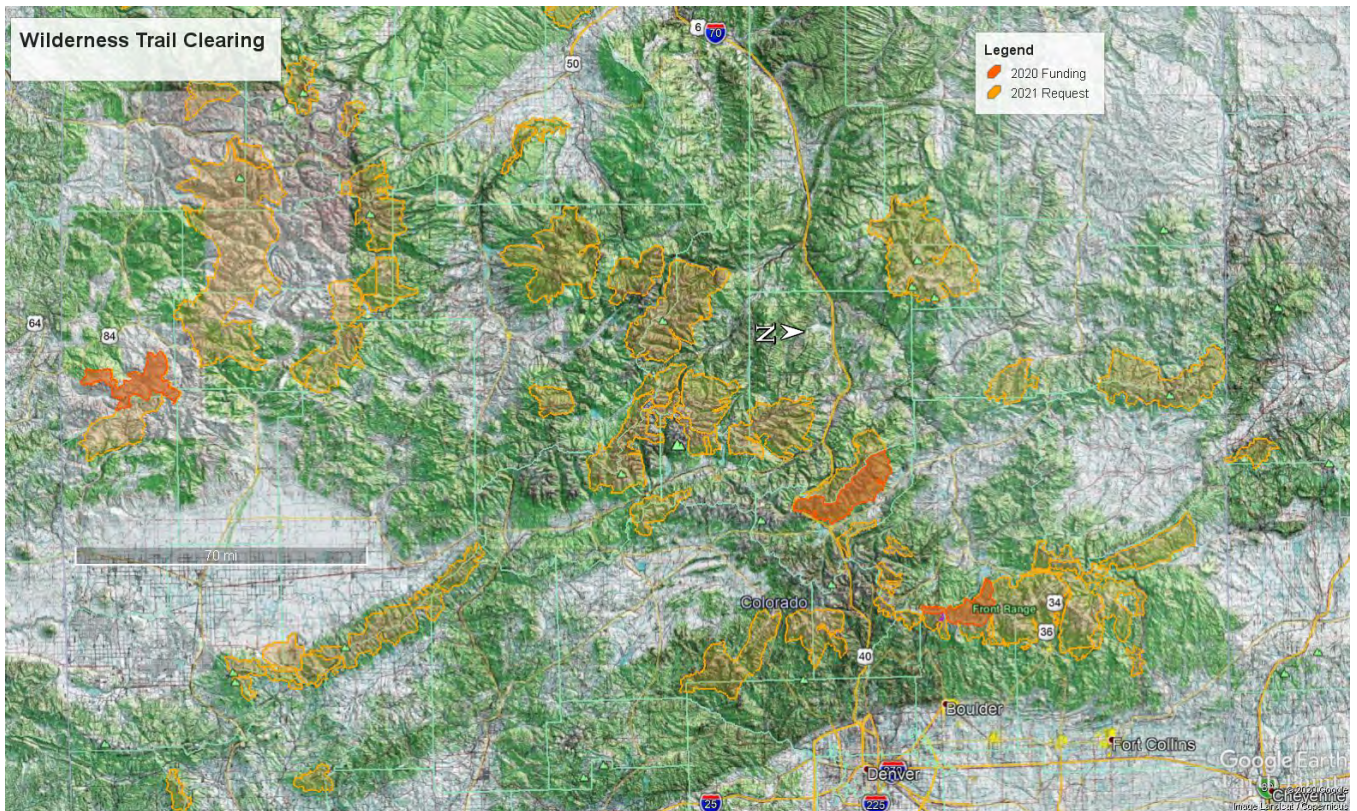 Wilderness Trail Clearing
Legend
2020 Funding
2021 Request
6
70
50
64
84
N
70 mi
Colorado
Front Range
34
36
40
Boulder
Fort Collins
Denver
25
225
Google Earth
Cheyenne
Image Landsat / Copernicus